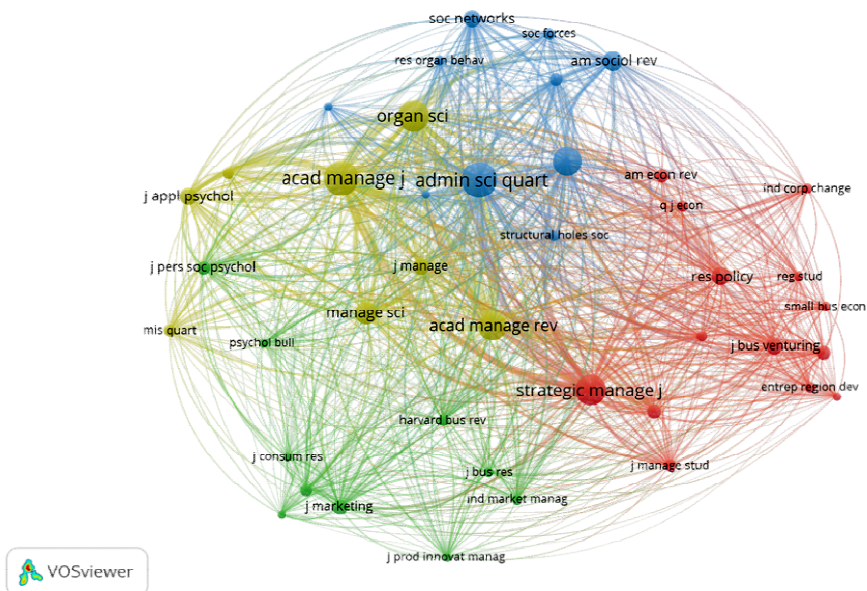 soc networks
soc forces
res organ behav
am sociol rev
organ sci
acad manage j
admin sci quart
am econ rev
ind corp change
j appl psychol
q j econ
structural holes soc
j pers soc psychol
j manage
res policy
reg stud
small bus econ
manage sci
acad manage rev
mis quart
psychol bull
j bus venturing
strategic manage j
entrep region dev
harvard bus rev
j consum res
j bus res
j manage stud
ind market manag
j marketing
j prod innovat manag
VOSviewer